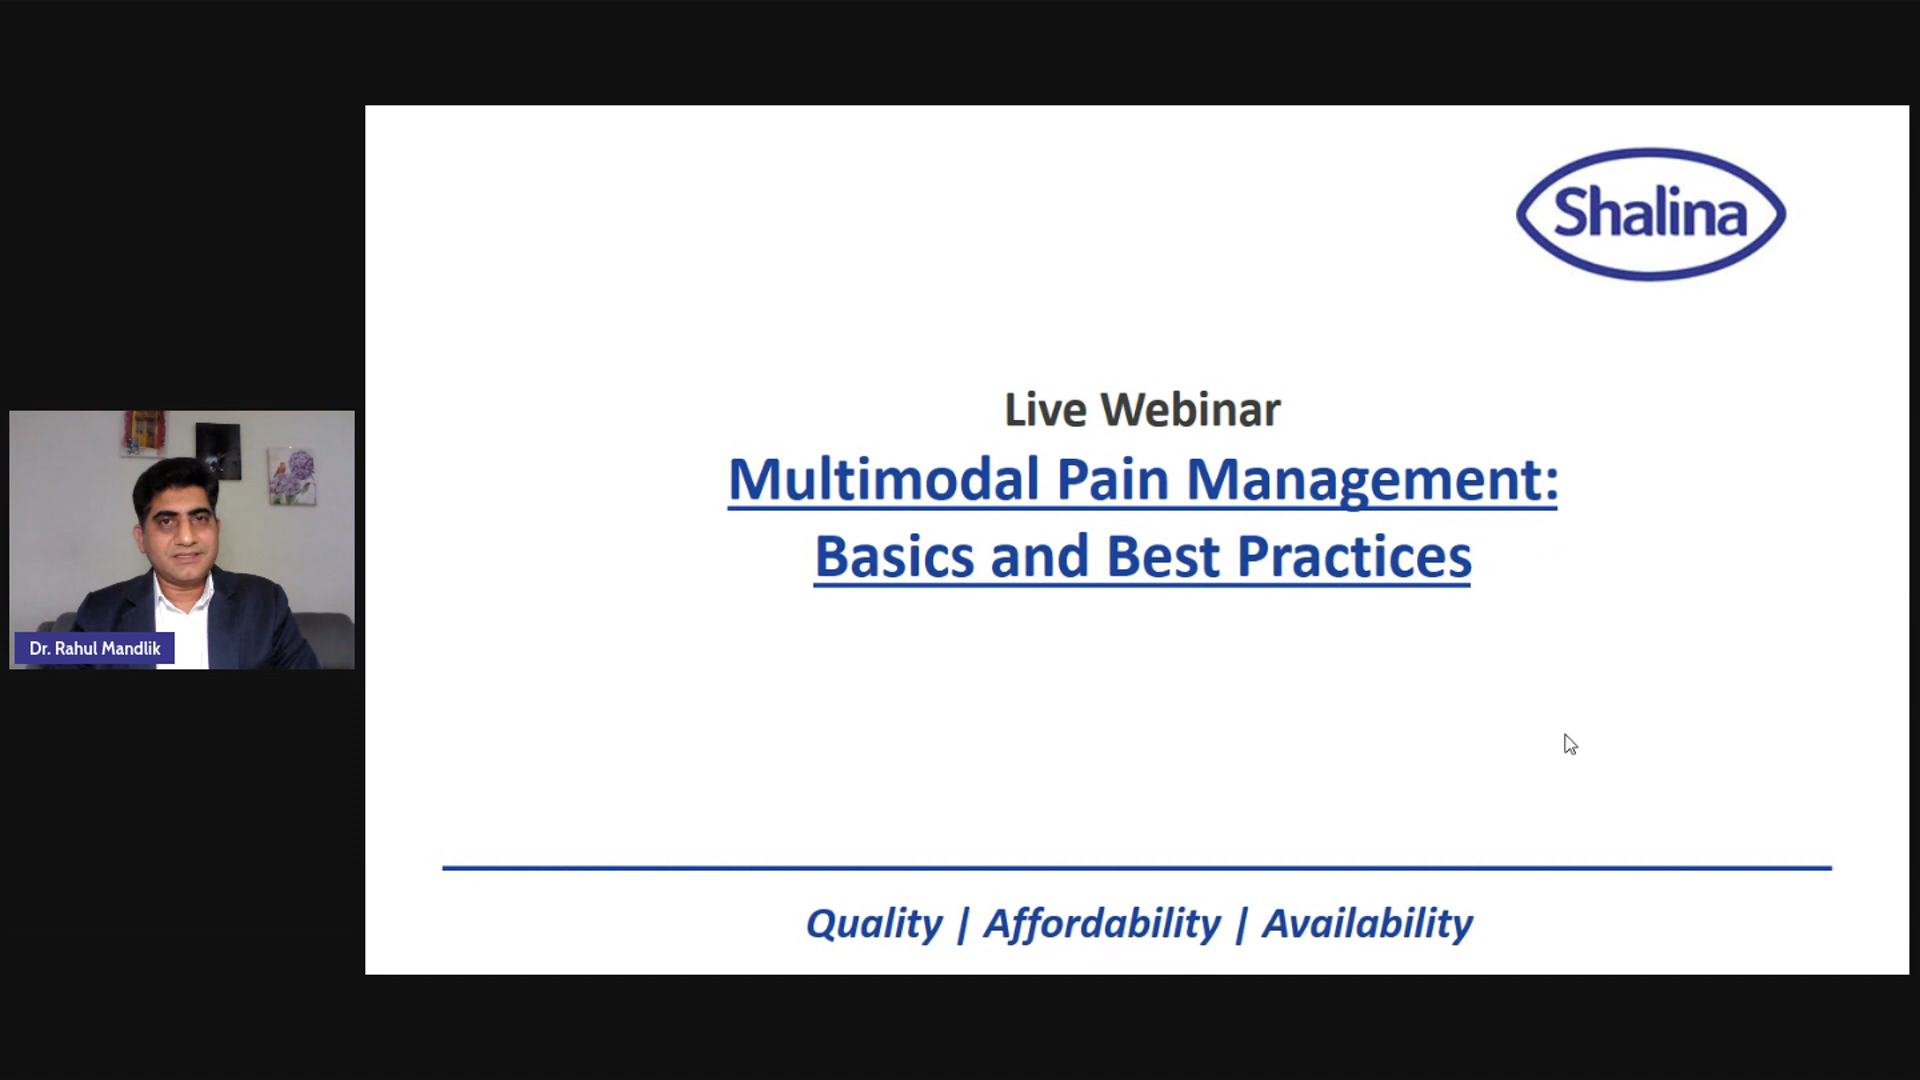 Shalina
Live Webinar
Multimodal Pain Management:
Basics and Best Practices
Dr. Rahul Mandlik
Quality | Affordability | Availability